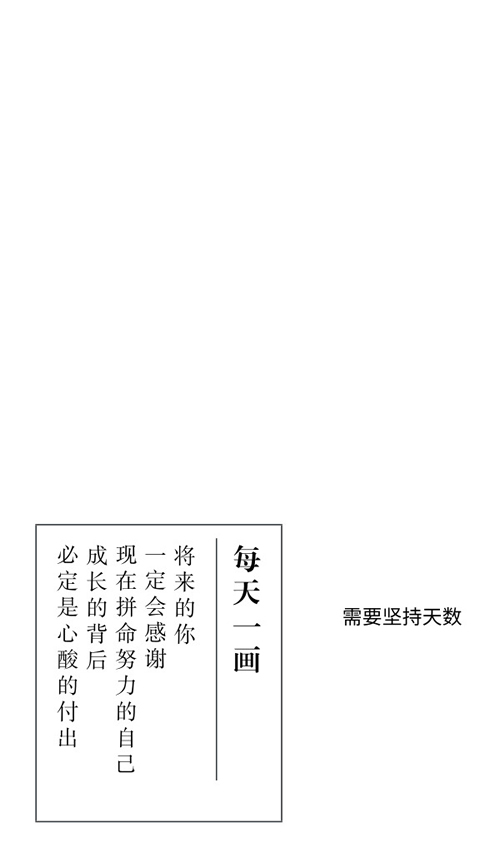 每天一画
将来的你
一定会感谢
现在拼命努力的自己
成长的背后
必定是心酸的付出
需要坚持天数